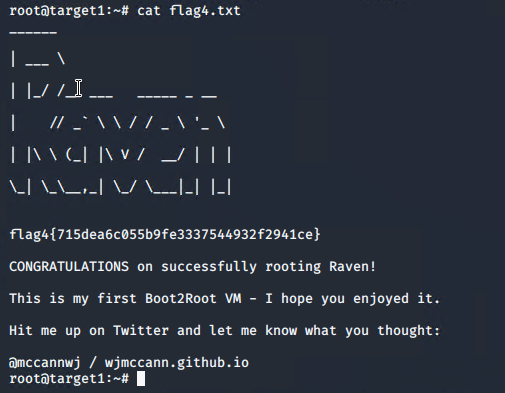 root@target1:~# cat flag4.txt
______
| ___ \
| |_/ /__ ___   _____ _ __
|    // _` \ \ / / _ \ '_ \
| |\ \ (_| |\ V /  __/ | | |
\_| \_\__,_| \_/ \___|_| |_|
flag4{715dea6c055b9fe3337544932f2941ce}
CONGRATULATIONS on successfully rooting Raven!
This is my first Boot2Root VM - I hope you enjoyed it.
Hit me up on Twitter and let me know what you thought:
@mccannwj / wjmccann.github.io
root@target1:~#